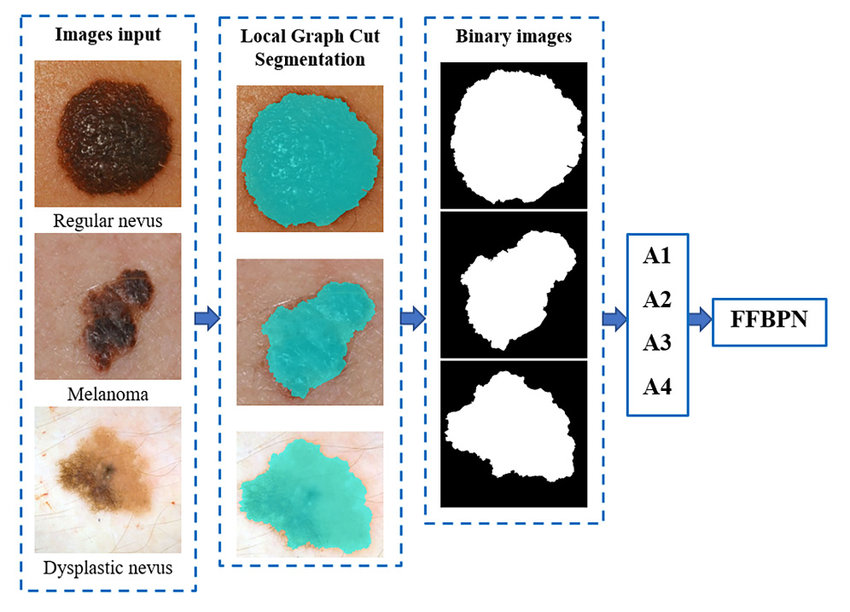 Images input
Regular nevus
Melanoma
Dysplastic nevus
Local Graph Cut
Segmentation
Binary images
A1
A2
A3
A4
FFBPN